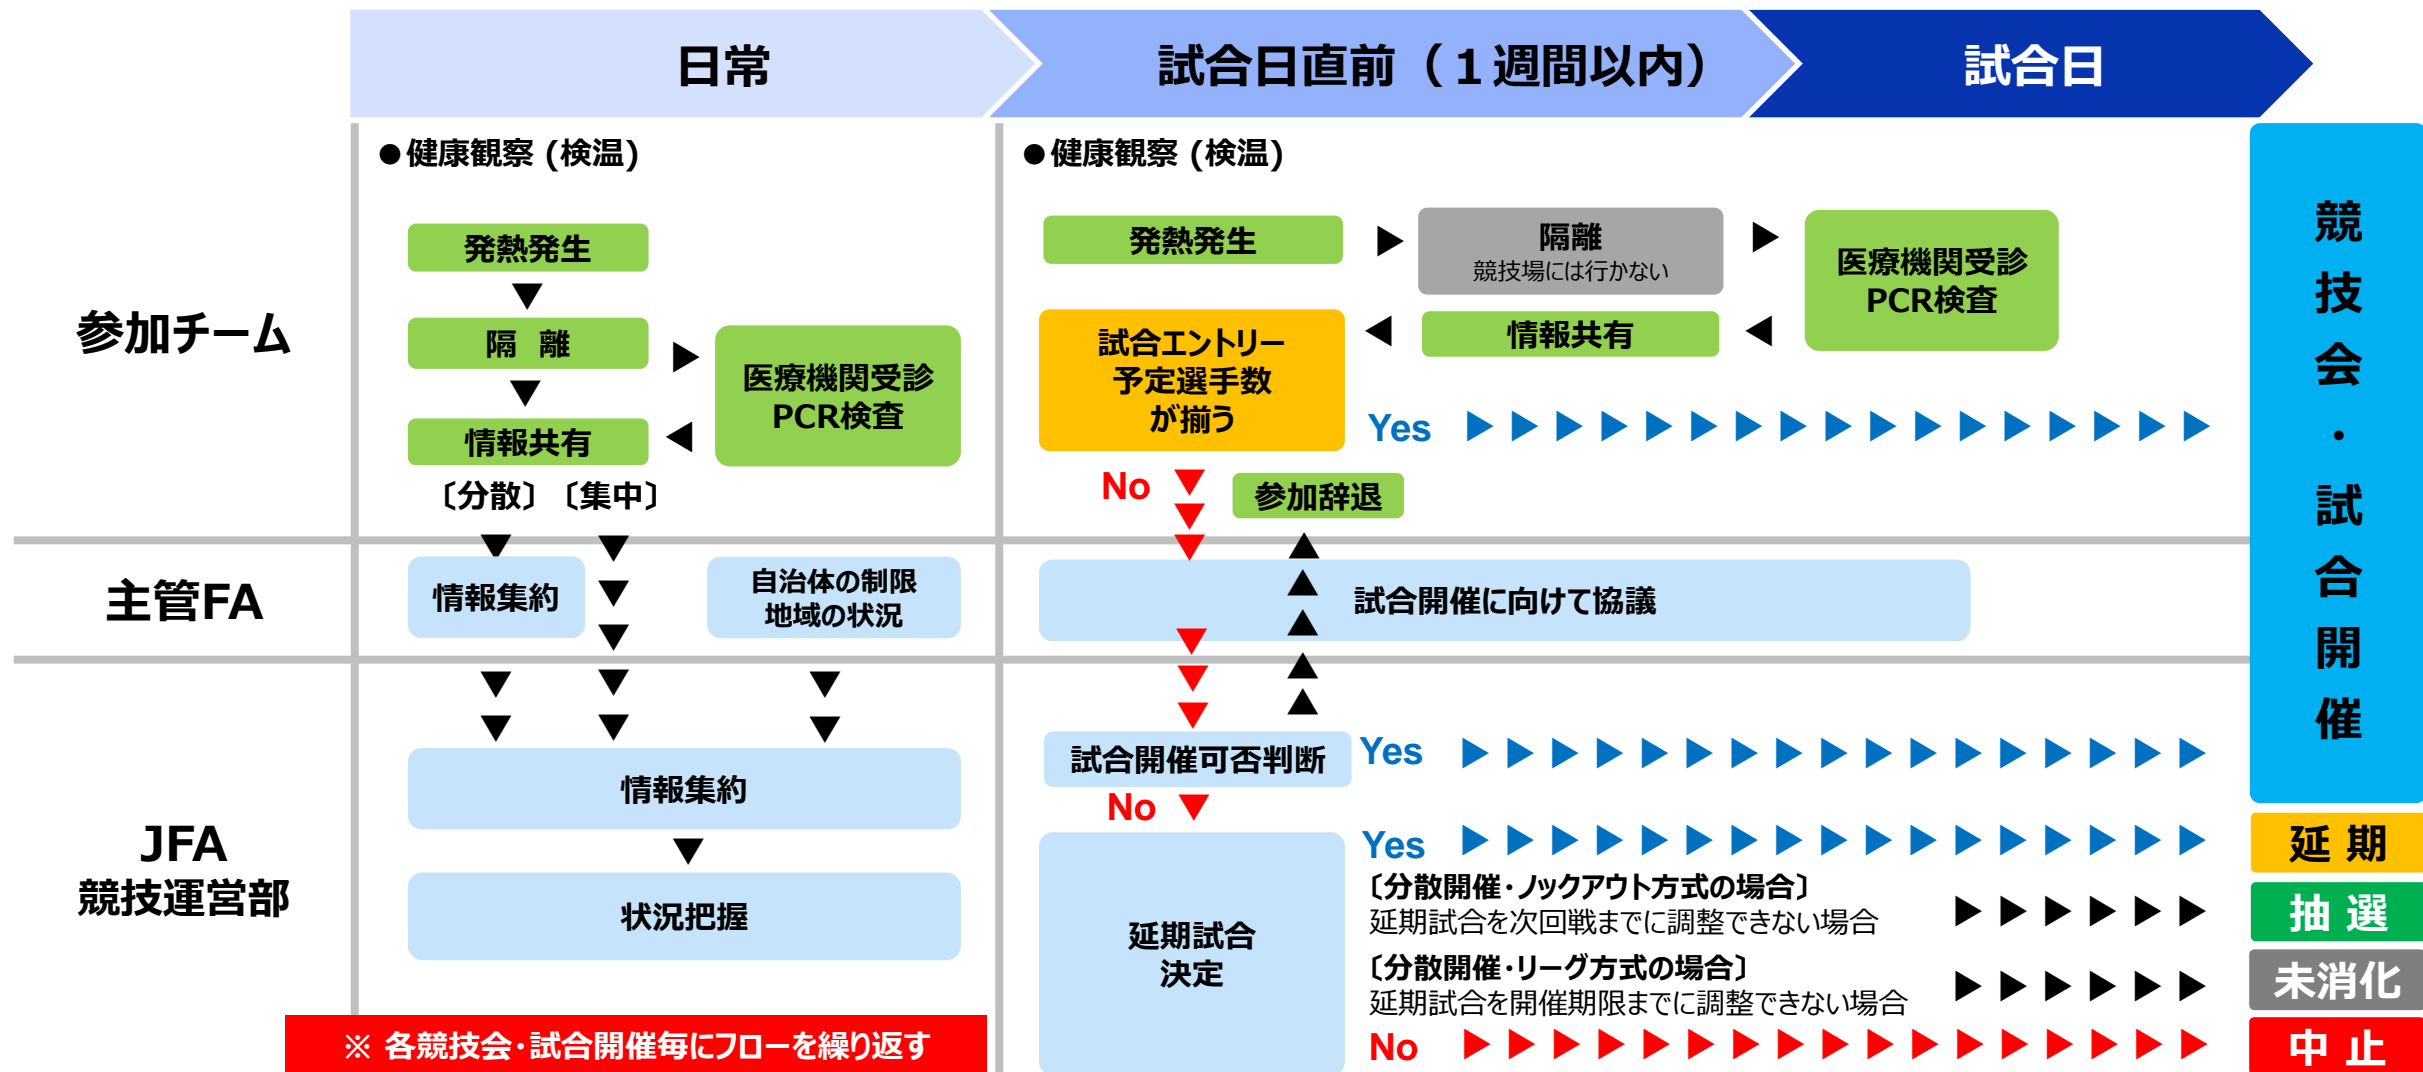 日常
試合日直前（１週間以内）
試合日
参加チーム
●健康観察 (検温)
発熱発生
隔 離
医療機関受診
PCR検査
情報共有
〔分散〕〔集中〕
●健康観察 (検温)
発熱発生
隔離
競技場には行かない
医療機関受診
PCR検査
情報共有
試合エントリー
予定選手数
が揃う
Yes
No
参加辞退
主管FA
情報集約
自治体の制限
地域の状況
試合開催に向けて協議
JFA
競技運営部
情報集約
状況把握
試合開催可否判断
Yes
No
延期試合
決定
Yes
〔分散開催・ノックアウト方式の場合〕
延期試合を次回戦までに調整できない場合
〔分散開催・リーグ方式の場合〕
延期試合を開催期限までに調整できない場合
No
競技会・試合開催
延 期
抽 選
未消化
中 止
※ 各競技会・試合開催毎にフローを繰り返す